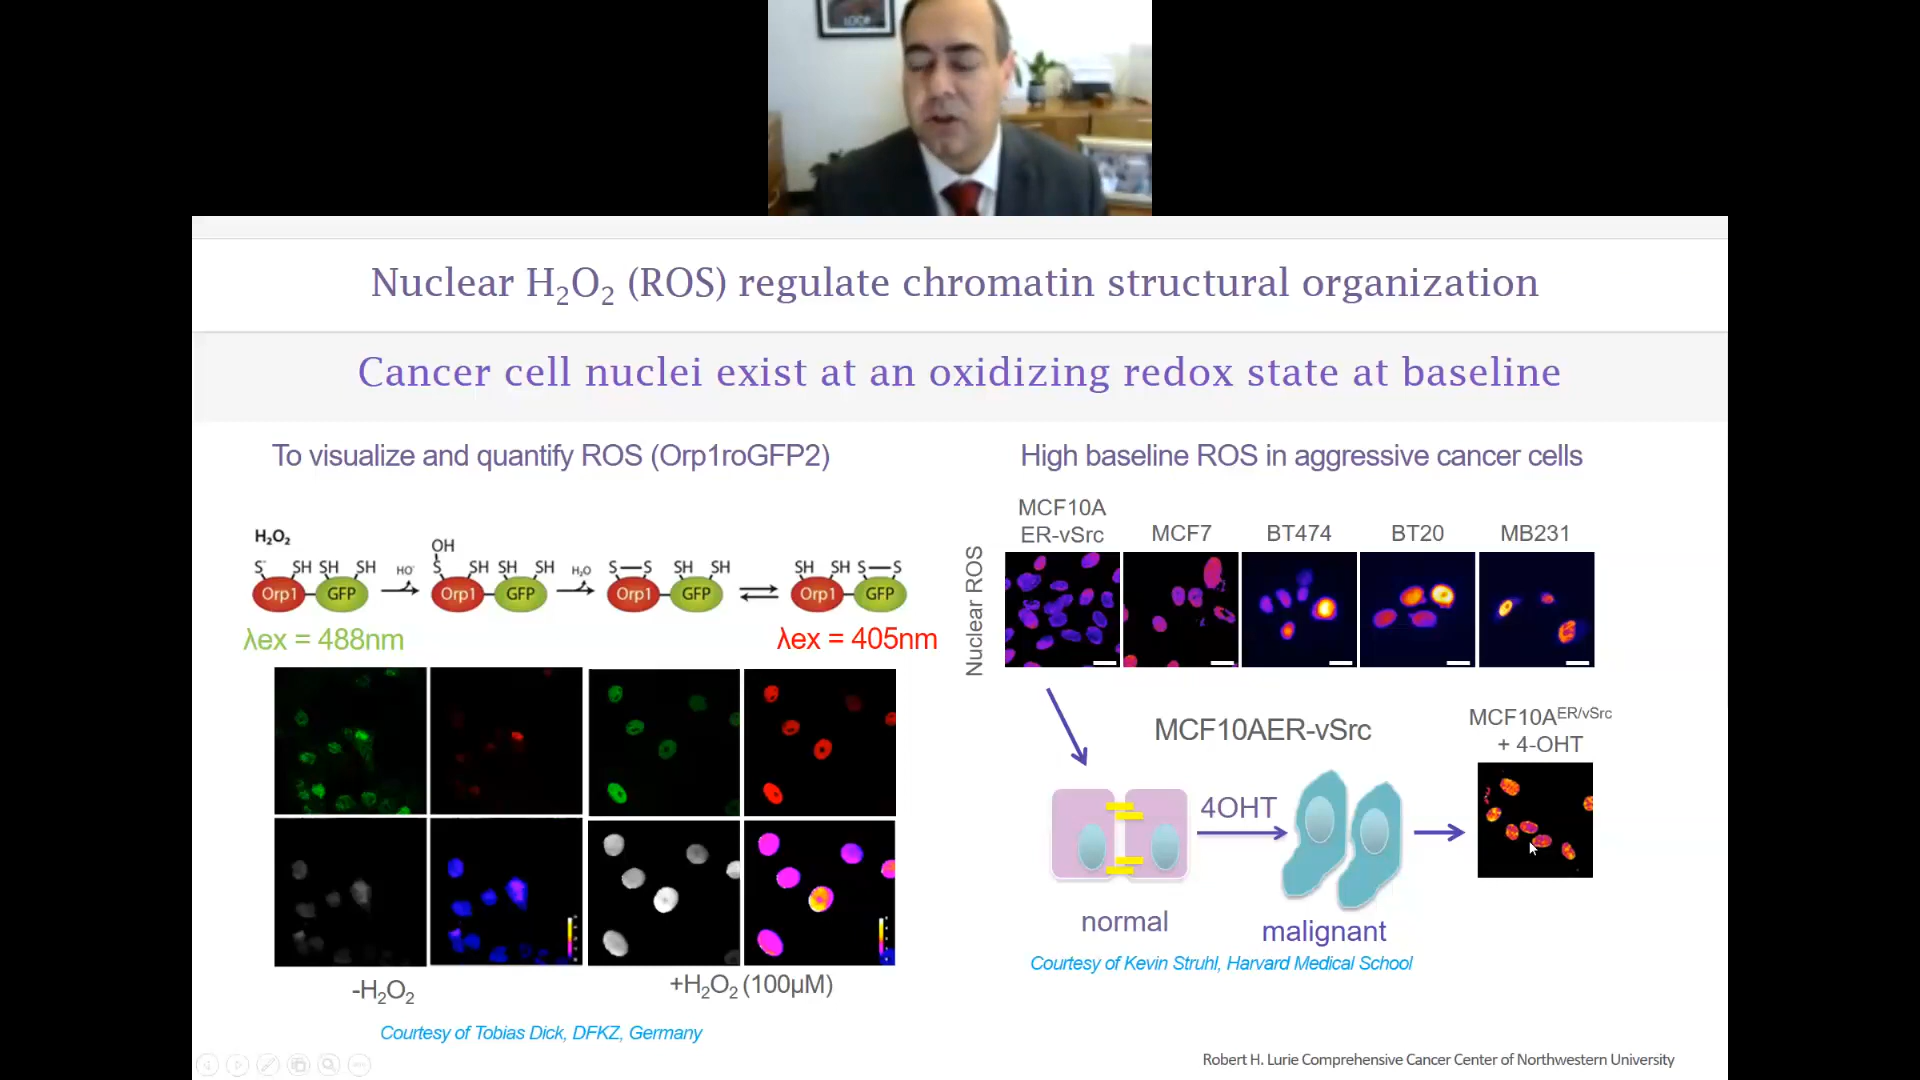 LOOP
Nuclear H₂O₂ (ROS) regulate chromatin structural organization
Cancer cell nuclei exist at an oxidizing redox state at baseline
To visualize and quantify ROS (Orp1roGFP2)
H₂O₂
S⁻ SH SH SH
Orp1 GFP
HO⁻
OH
S SH SH SH
Orp1 GFP
H₂O
S S SH SH
Orp1 GFP
SH SH S S
Orp1 GFP
λex = 488nm
λex = 405nm
-H₂O₂
+H₂O₂ (100µM)
Courtesy of Tobias Dick, DFKZ, Germany
High baseline ROS in aggressive cancer cells
MCF10A
ER-vSrc
MCF7
BT474
BT20
MB231
Nuclear ROS
MCF10AER-vSrc
4OHT
normal
malignant
MCF10Aᴱᴿ/ᵛˢʳᶜ
+ 4-OHT
Courtesy of Kevin Struhl, Harvard Medical School
Robert H. Lurie Comprehensive Cancer Center of Northwestern University